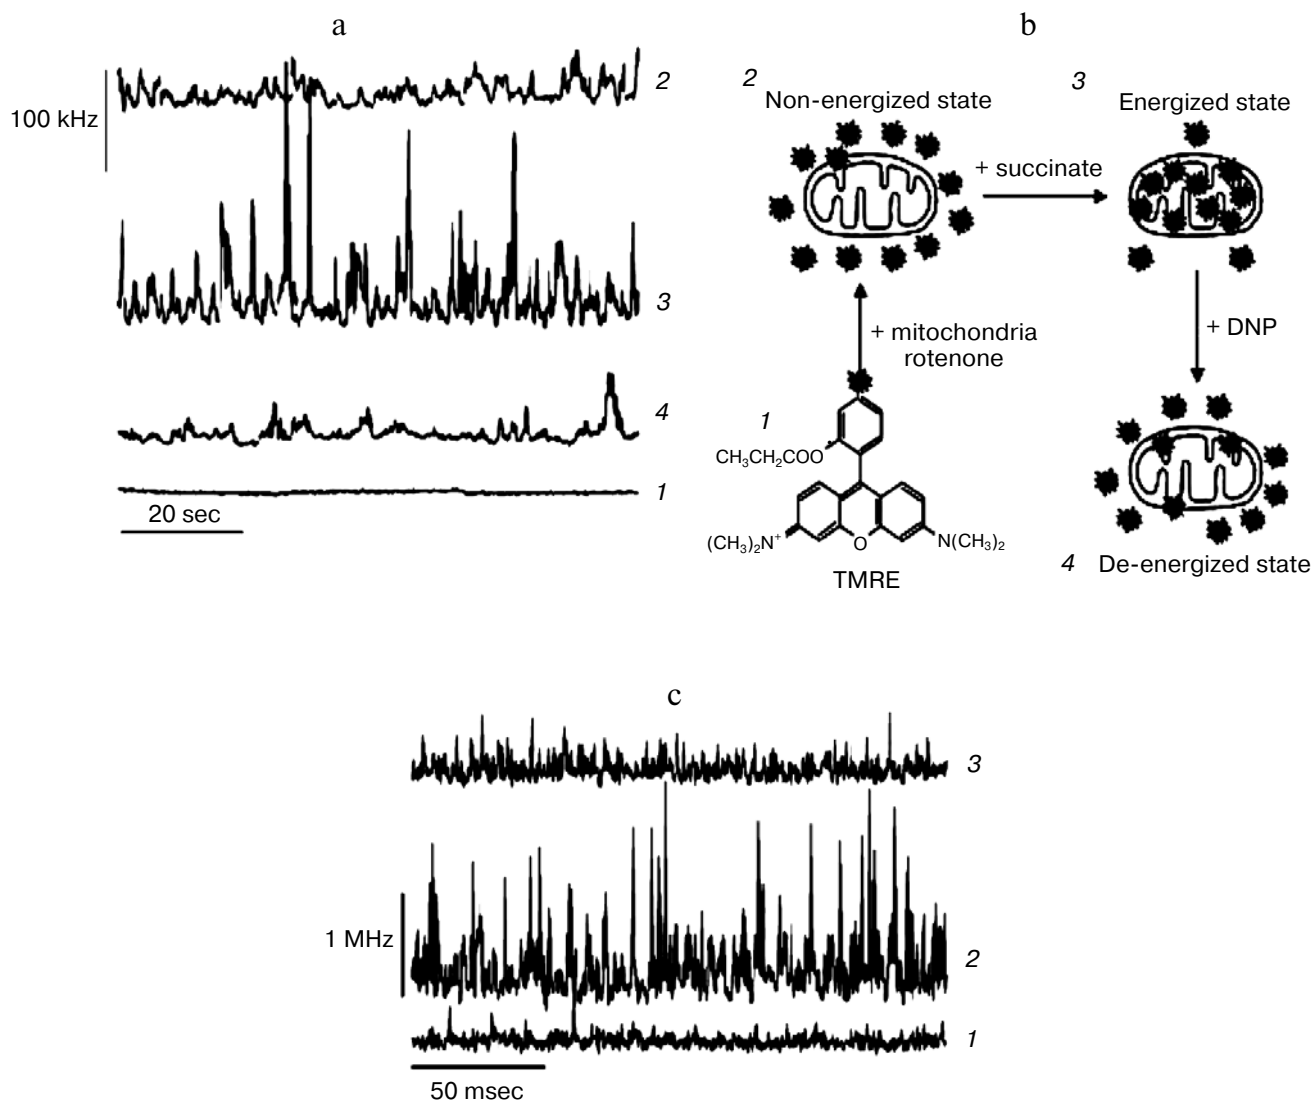 a
2
100 kHz
3
4
1
20 sec
b
2
Non-energized state
3
Energized state
+ succinate
+ mitochondria
rotenone
+ DNP
1
CH₃CH₂COO
(CH₃)₂N⁺
O
N(CH₃)₂
TMRE
4 De-energized state
c
3
1 MHz
2
1
50 msec